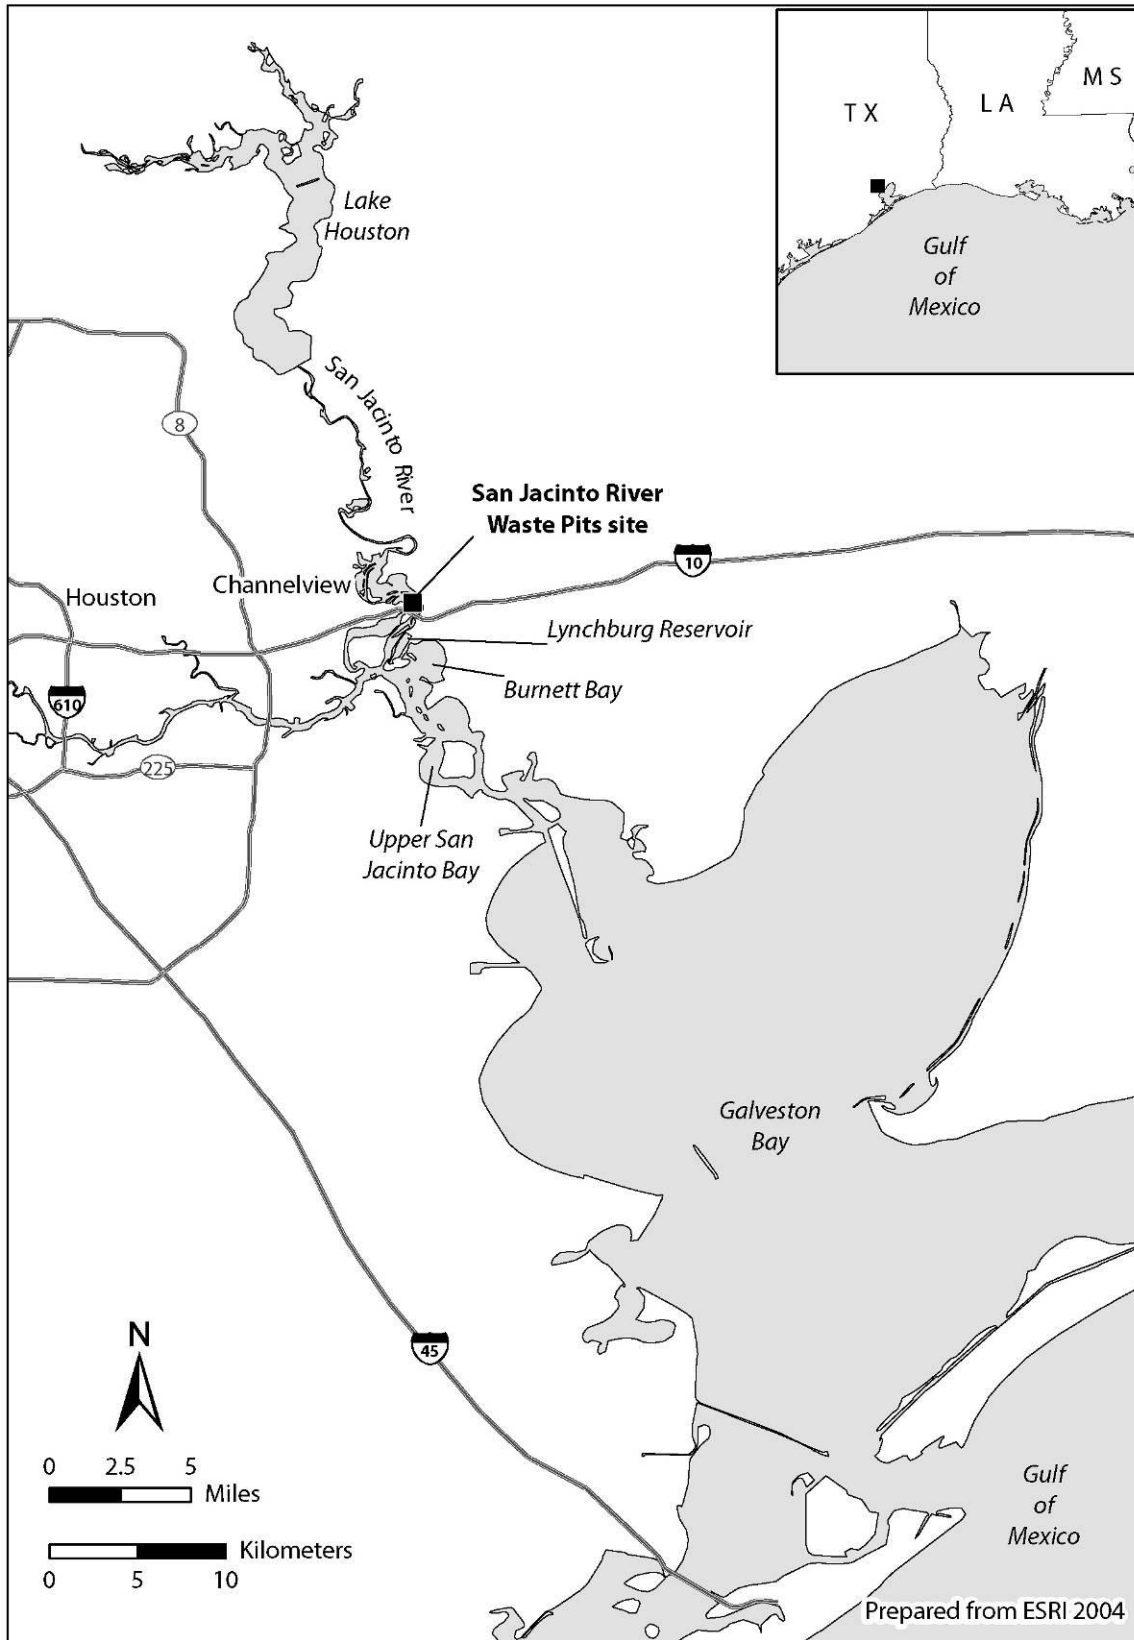 TX
LA
MS
Gulf
of
Mexico
Lake
Houston
San Jacinto River
8
San Jacinto River
Waste Pits site
10
Channelview
Houston
Lynchburg Reservoir
Burnett Bay
610
225
Upper San
Jacinto Bay
Galveston
Bay
N
45
0 2.5 5
Miles
Kilometers
0 5 10
Gulf
of
Mexico
Prepared from ESRI 2004